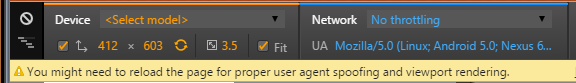 Device <Select model> Network No throttling
412 × 603 3.5 Fit UA Mozilla/5.0 (Linux; Android 5.0; Nexus 6...
You might need to reload the page for proper user agent spoofing and viewport rendering.